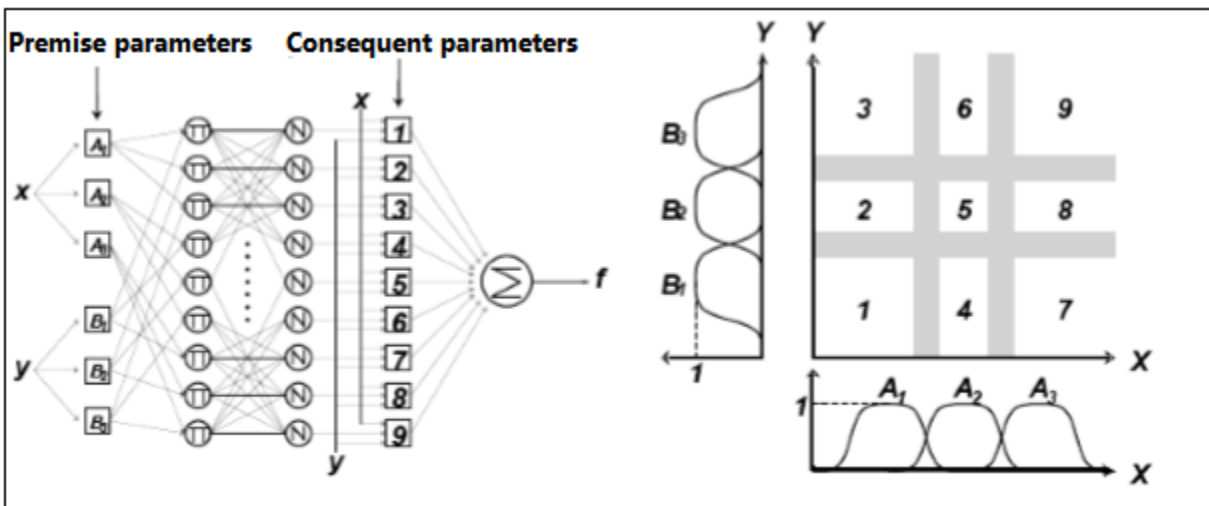 Premise parameters Consequent parameters
x
A₁
A₂
y
B₁
B₂
B₃
Π
Π
Π
Π
Π
Π
Π
Π
Π
N
N
N
N
N
N
N
N
N
x
y
1
2
3
4
5
6
7
8
9
Σ
f
Y
B₃
B₂
B₁
1
Y
3 6 9
2 5 8
1 4 7
X
1
A₁ A₂ A₃
X